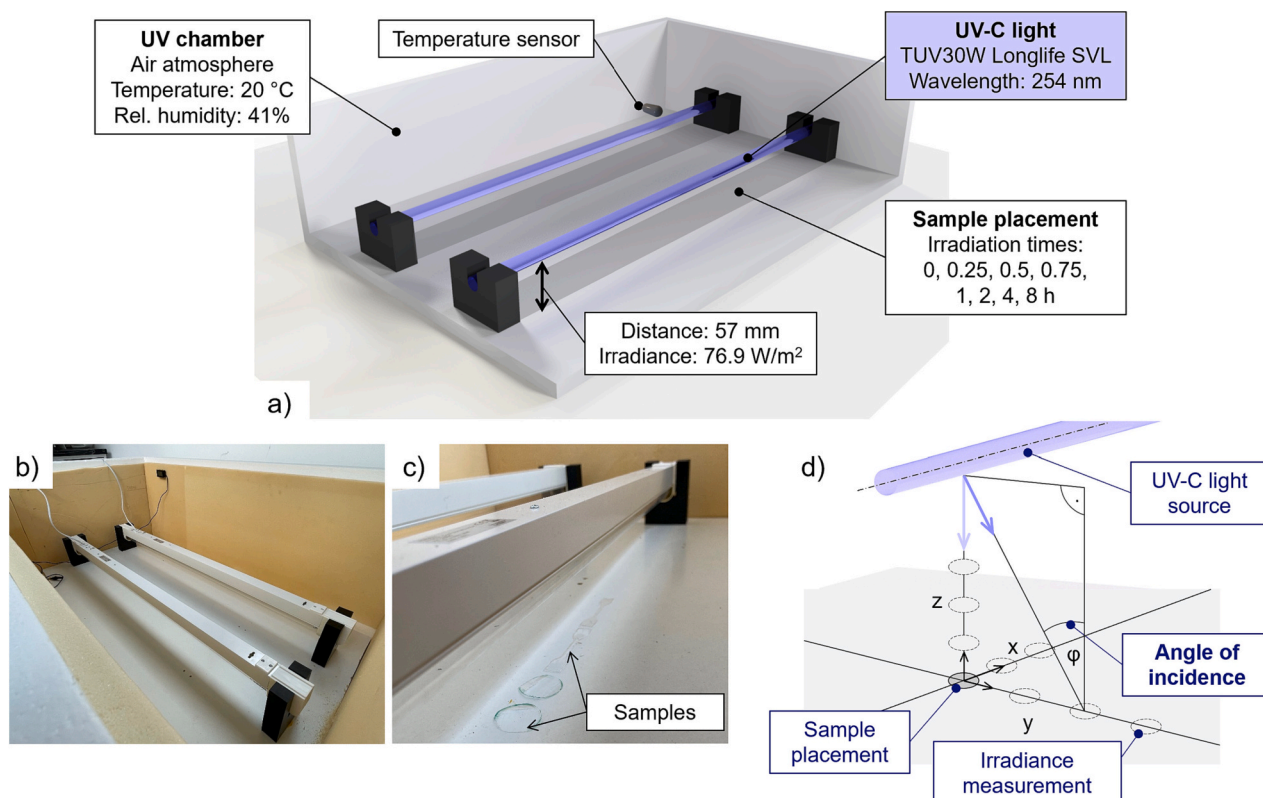 UV chamber
Air atmosphere
Temperature: 20 °C
Rel. humidity: 41%
Temperature sensor
UV-C light
TUV30W Longlife SVL
Wavelength: 254 nm
Sample placement
Irradiation times:
0, 0.25, 0.5, 0.75,
1, 2, 4, 8 h
Distance: 57 mm
Irradiance: 76.9 W/m²
a)
b)
c)
Samples
d)
UV-C light
source
z
x
φ
y
Angle of
incidence
Sample
placement
Irradiance
measurement